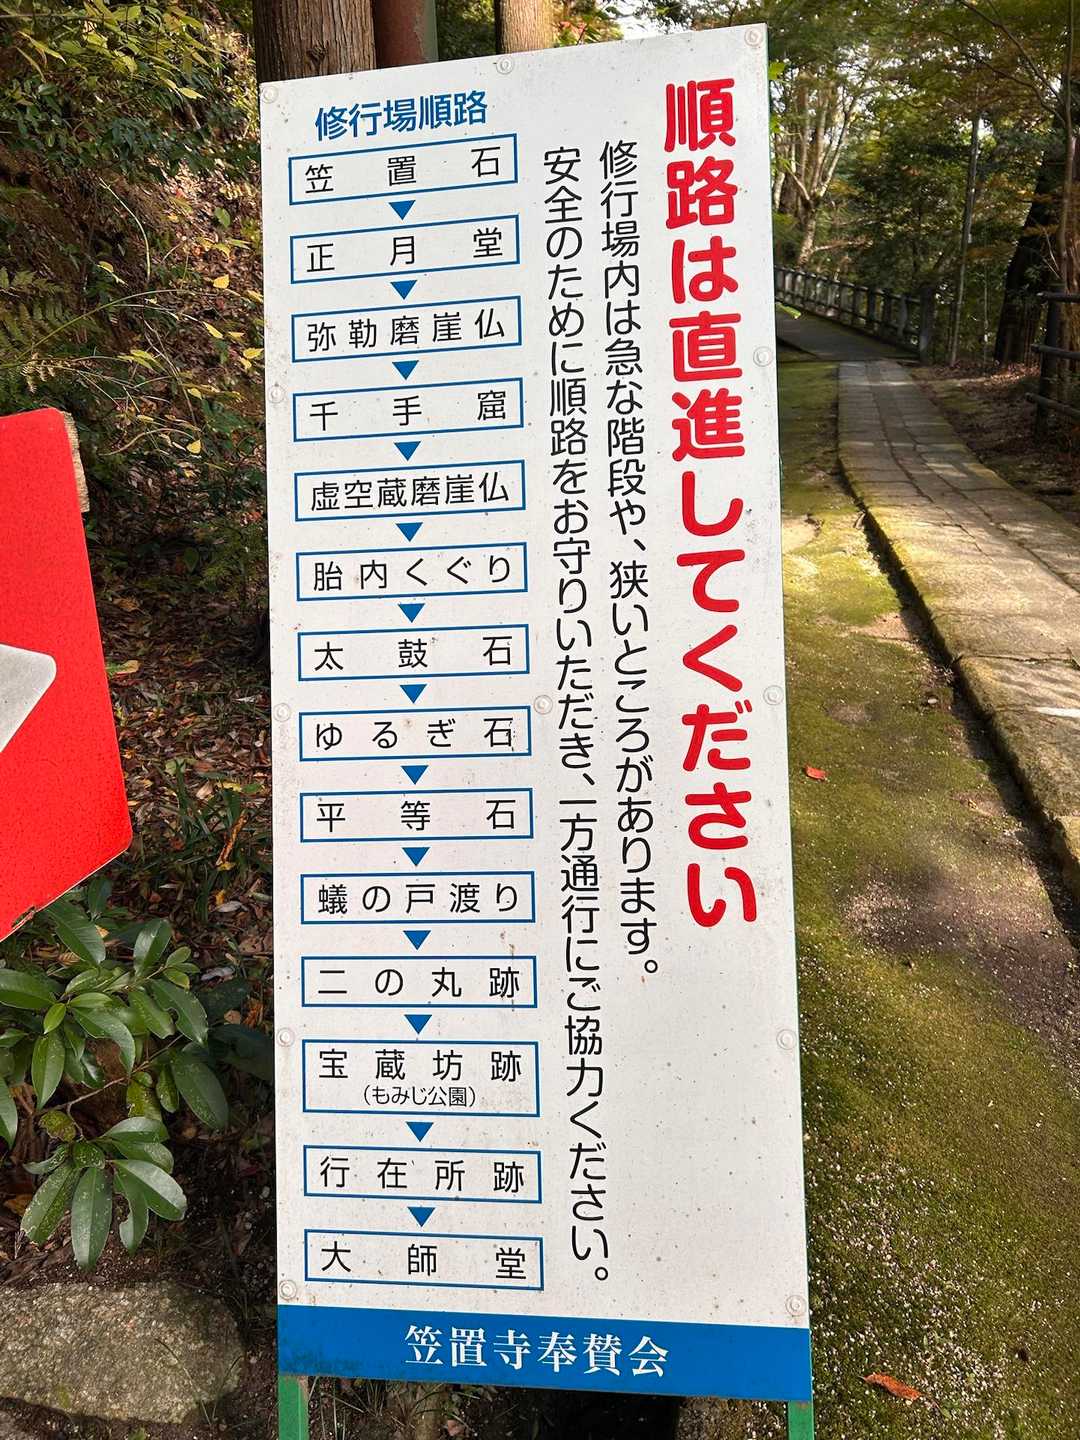 順路は直進してください
修行場内は急な階段や、狭いところがあります。
安全のために順路をお守りいただき、一方通行にご協力ください。
修行場順路
笠置石
▼
正月堂
▼
弥勒磨崖仏
▼
千手窟
▼
虚空蔵磨崖仏
▼
胎内くぐり
▼
太鼓石
▼
ゆるぎ石
▼
平等石
▼
蟻の戸渡り
▼
二の丸跡
▼
宝蔵坊跡
(もみじ公園)
▼
行在所跡
▼
大師堂
笠置寺奉賛会